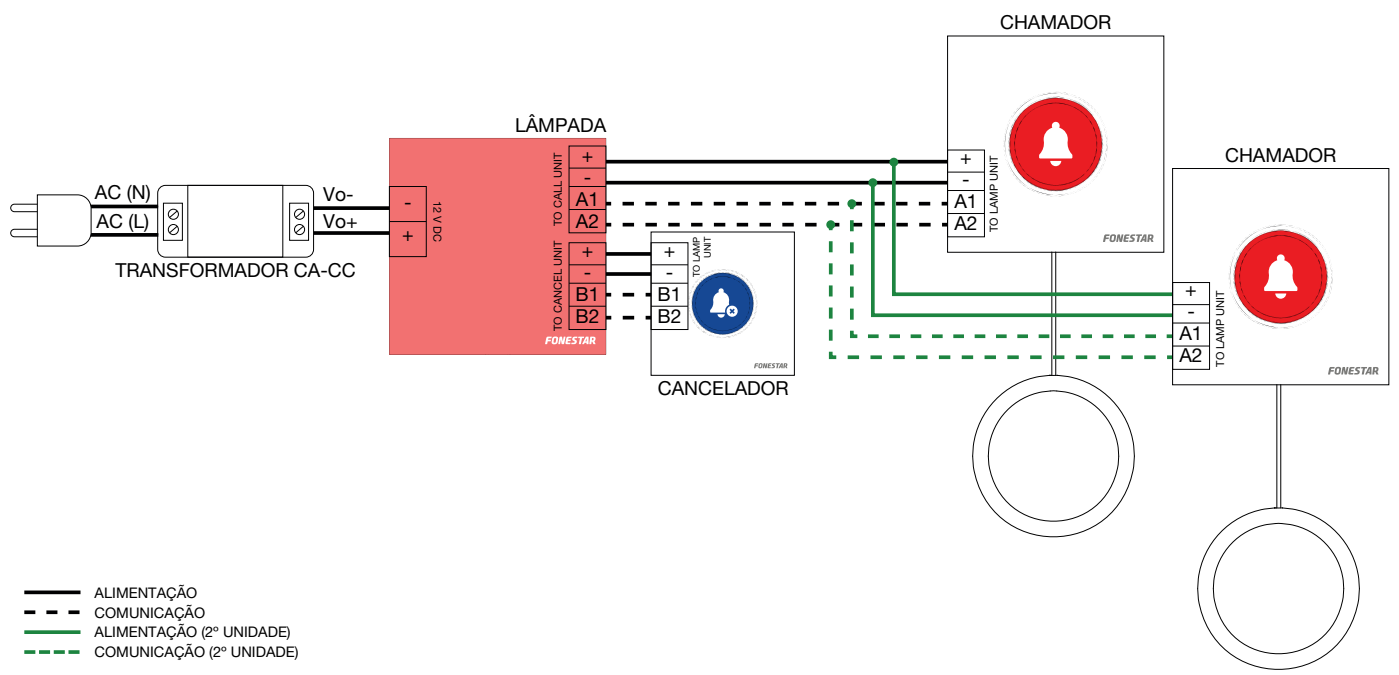 CHAMADOR
+
-
A1
A2
TO LAMP UNIT
FONESTAR
CHAMADOR
+
-
A1
A2
TO LAMP UNIT
FONESTAR
LÂMPADA
TO CALL UNIT
+
-
A1
A2
12 V DC
-
+
TO CANCEL UNIT
+
-
B1
B2
FONESTAR
AC (N)
AC (L)
Vo-
Vo+
TRANSFORMADOR CA-CC
+
-
B1
B2
TO LAMP
UNIT
FONESTAR
CANCELADOR
ALIMENTAÇÃO
COMUNICAÇÃO
ALIMENTAÇÃO (2º UNIDADE)
COMUNICAÇÃO (2º UNIDADE)